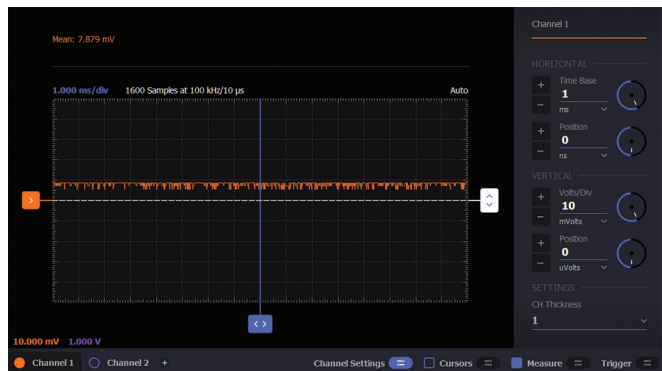 Channel 1
Mean: 7.879 mV
HORIZONTAL
Time Base
+
1
−
ms
1.000 ms/div 1600 Samples at 100 kHz/10 µs Auto
Position
+
0
−
ns
VERTICAL
Volts/Div
+
10
−
mVolts
Position
+
0
−
uVolts
SETTINGS
CH Thickness
1
10.000 mV 1.000 V
Channel 1 Channel 2 + Channel Settings Cursors Measure Trigger